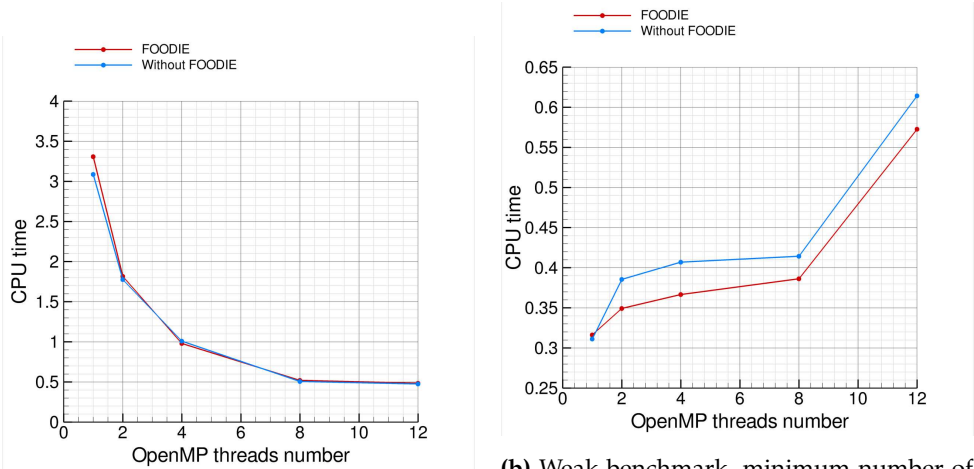 FOODIE
Without FOODIE
4
3.5
3
2.5
2
1.5
1
0.5
0
0 2 4 6 8 10 12
CPU time
OpenMP threads number
FOODIE
Without FOODIE
0.65
0.6
0.55
0.5
0.45
0.4
0.35
0.3
0.25
0 2 4 6 8 10 12
CPU time
OpenMP threads number
(b) Weak benchmark, minimum number of